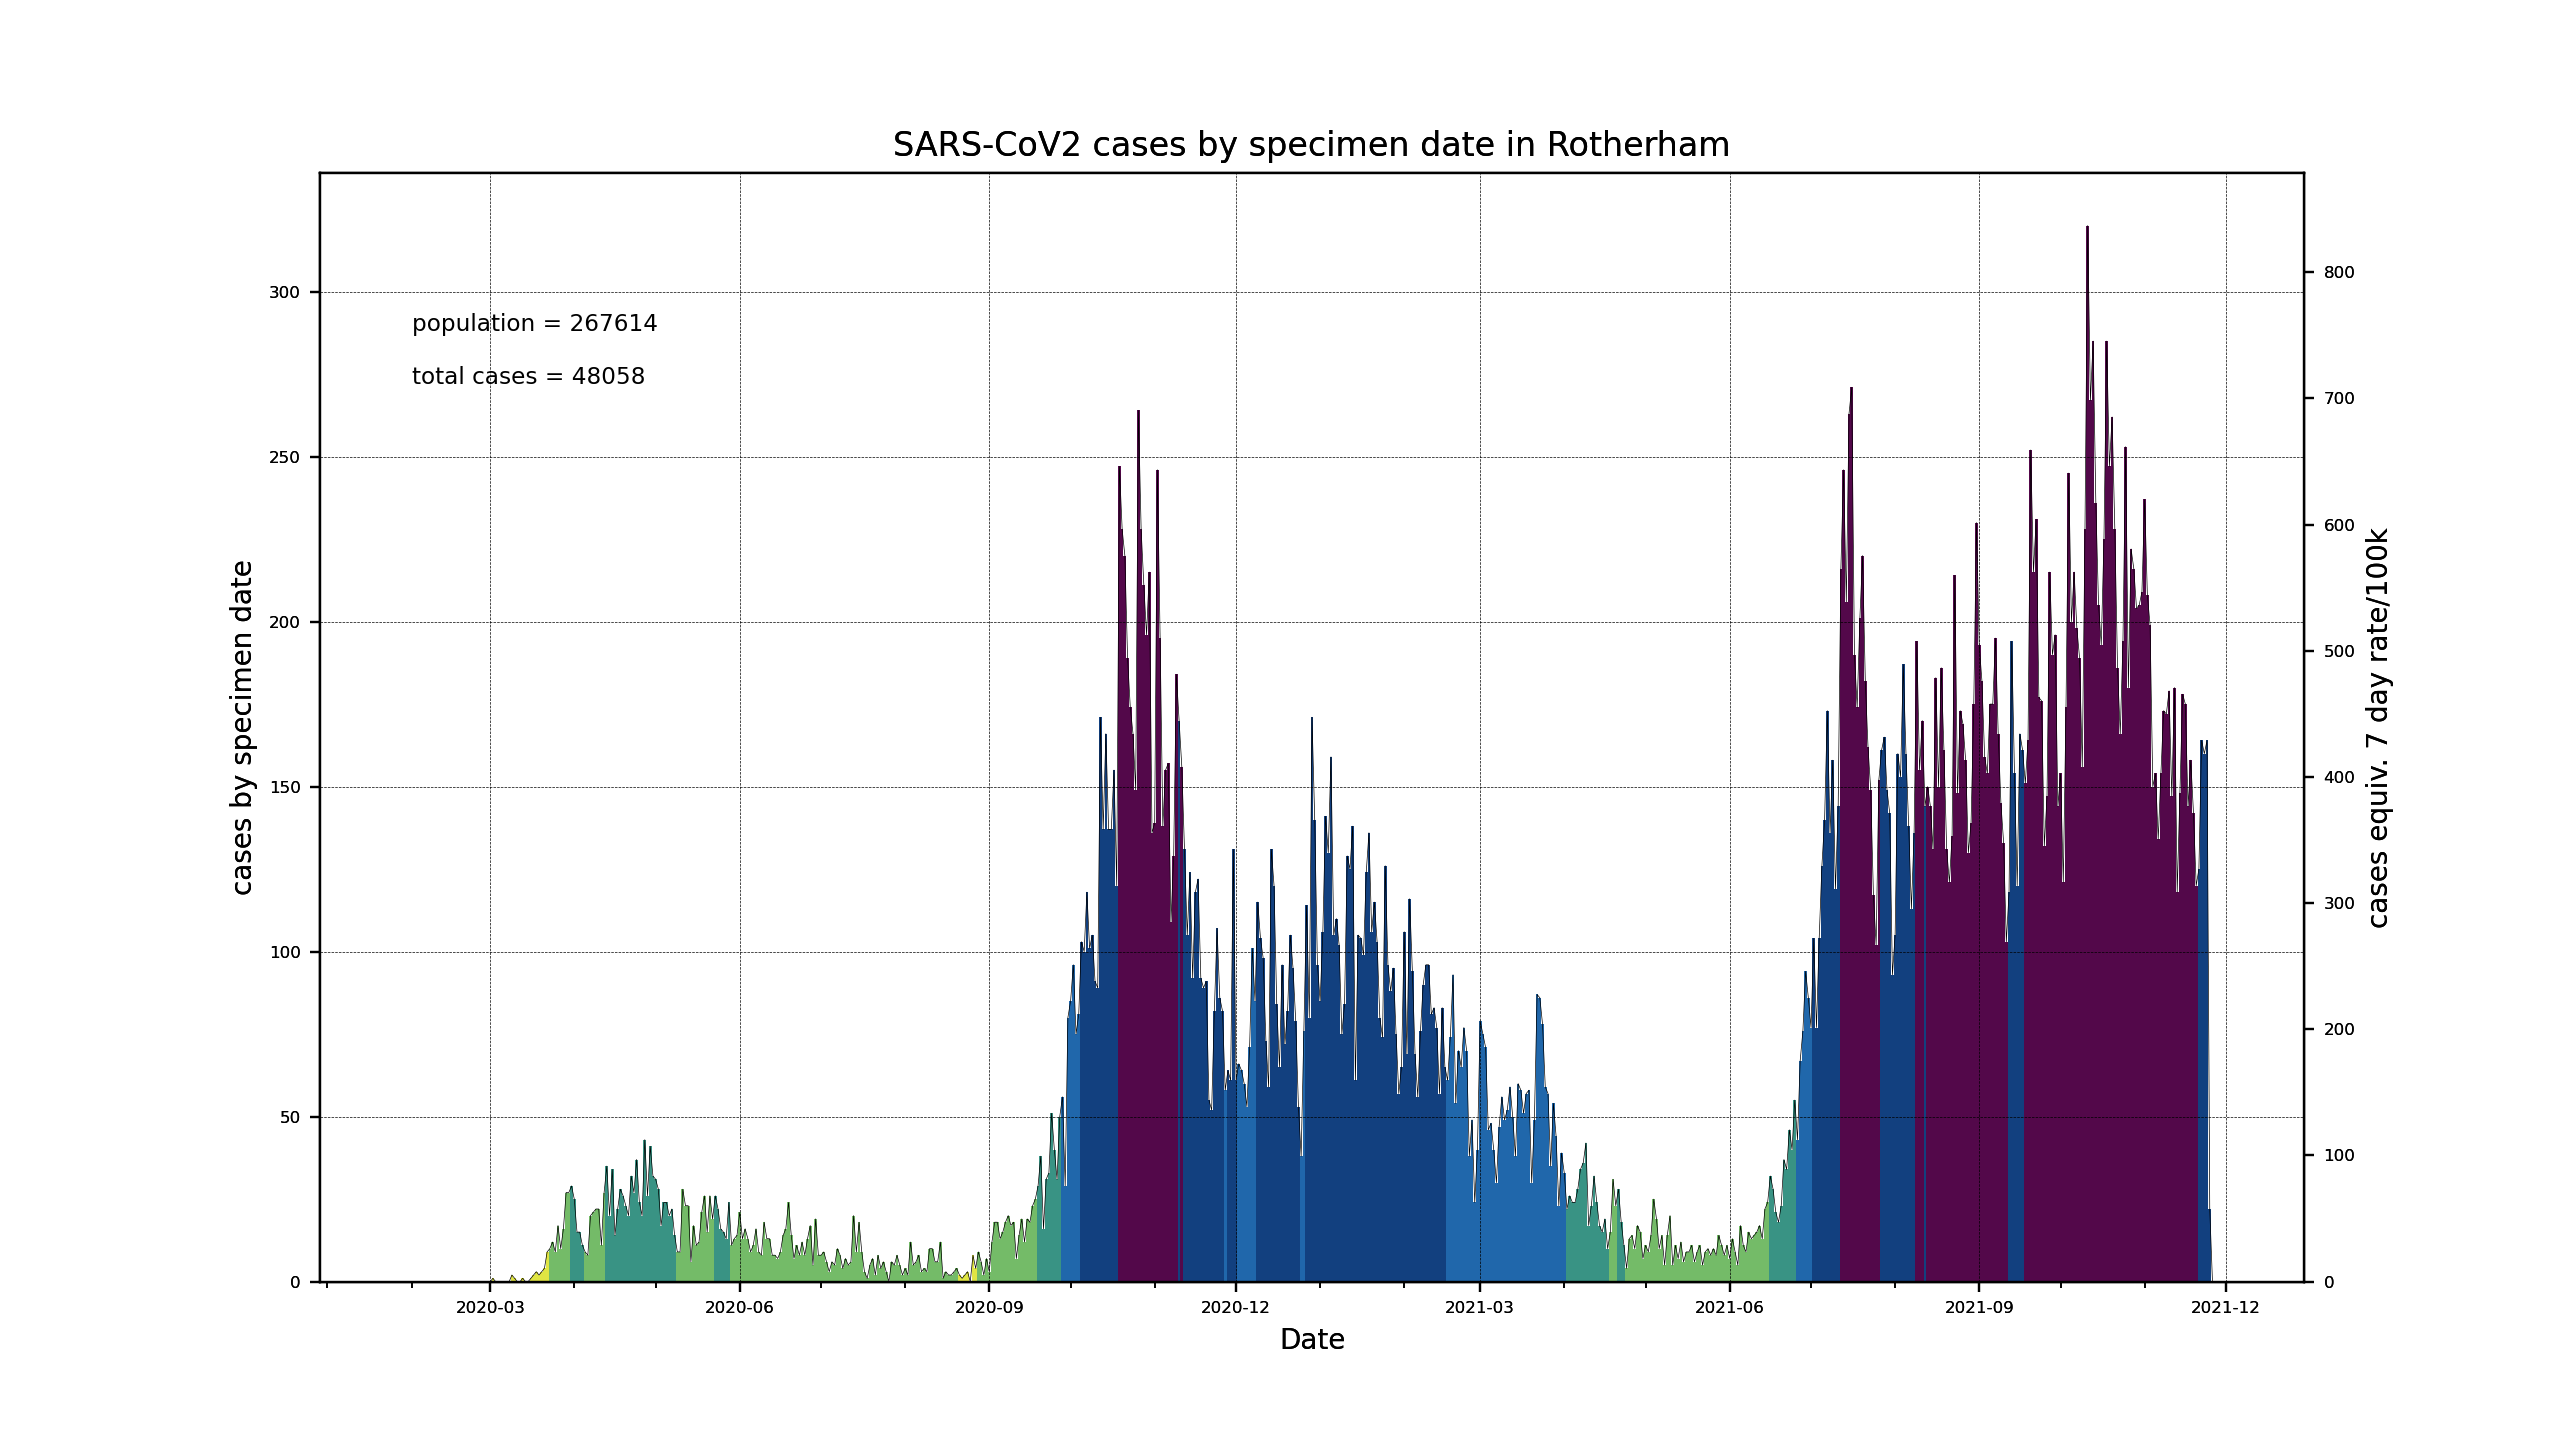 SARS-CoV2 cases by specimen date in Rotherham
population = 267614
total cases = 48058
cases by specimen date
300
250
200
150
100
50
0
800
700
600
500
400
300
200
100
0
cases equiv. 7 day rate/100k
2020-03 2020-06 2020-09 2020-12 2021-03 2021-06 2021-09 2021-12
Date